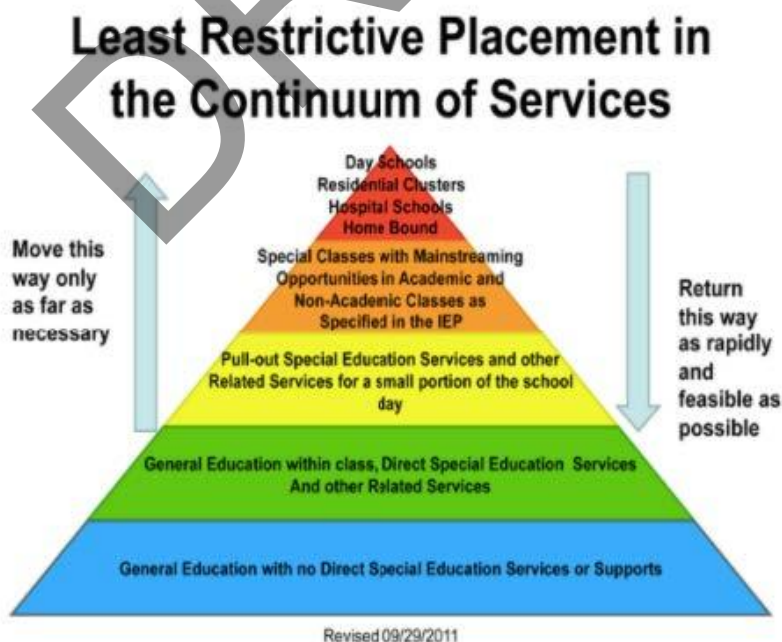 Least Restrictive Placement in
the Continuum of Services
Day Schools
Residential Clusters
Hospital Schools
Home Bound
Special Classes with Mainstreaming
Opportunities in Academic and
Non-Academic Classes as
Specified in the IEP
Pull-out Special Education Services and other
Related Services for a small portion of the school
day
General Education within class, Direct Special Education Services
And other Related Services
General Education with no Direct Special Education Services or Supports
Move this
way only
as far as
necessary
Return
this way
as rapidly
and
feasible as
possible
Revised 09/29/2011